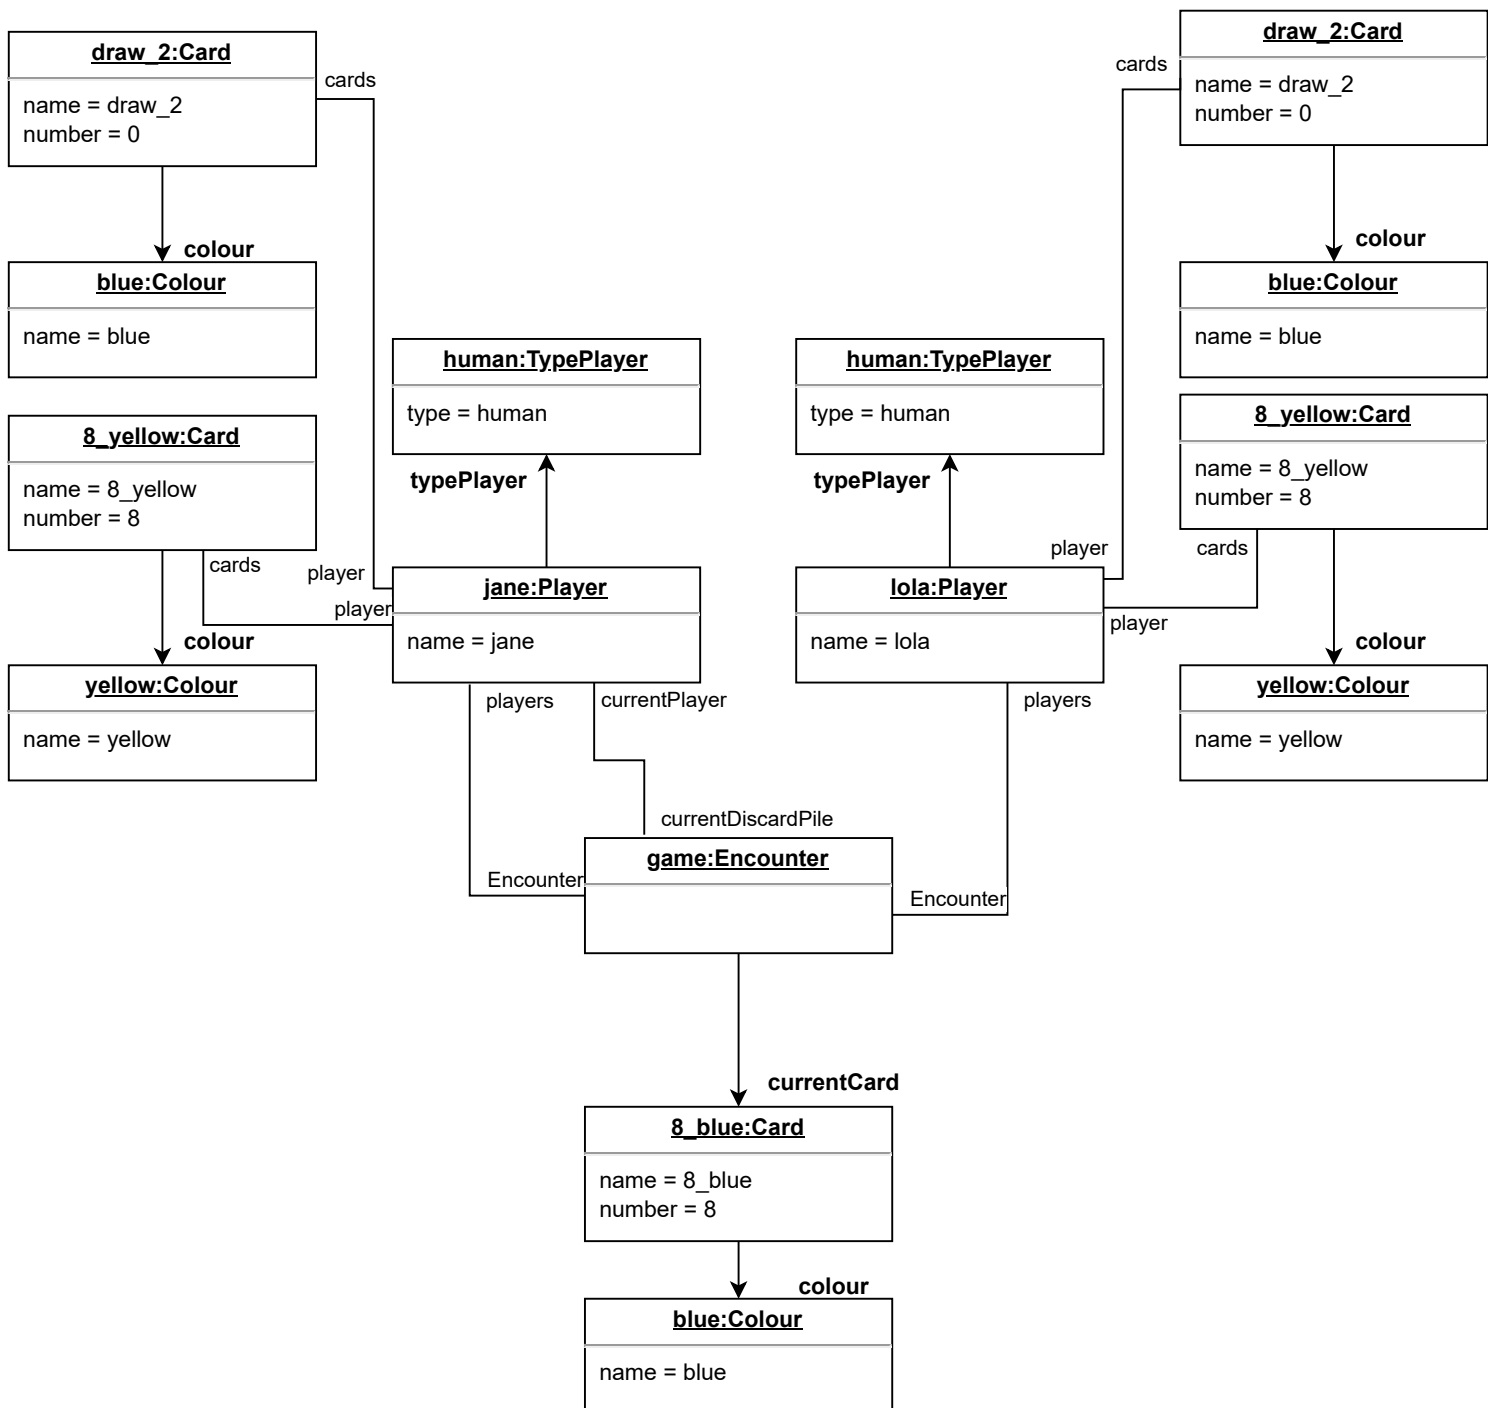 draw_2:Card
name = draw_2
number = 0
cards
colour
blue:Colour
name = blue
8_yellow:Card
name = 8_yellow
number = 8
cards
player
player
colour
yellow:Colour
name = yellow
human:TypePlayer
type = human
typePlayer
jane:Player
name = jane
players
currentPlayer
human:TypePlayer
type = human
typePlayer
lola:Player
name = lola
players
draw_2:Card
name = draw_2
number = 0
cards
colour
blue:Colour
name = blue
8_yellow:Card
name = 8_yellow
number = 8
player
cards
player
colour
yellow:Colour
name = yellow
currentDiscardPile
game:Encounter
Encounter
Encounter
currentCard
8_blue:Card
name = 8_blue
number = 8
colour
blue:Colour
name = blue